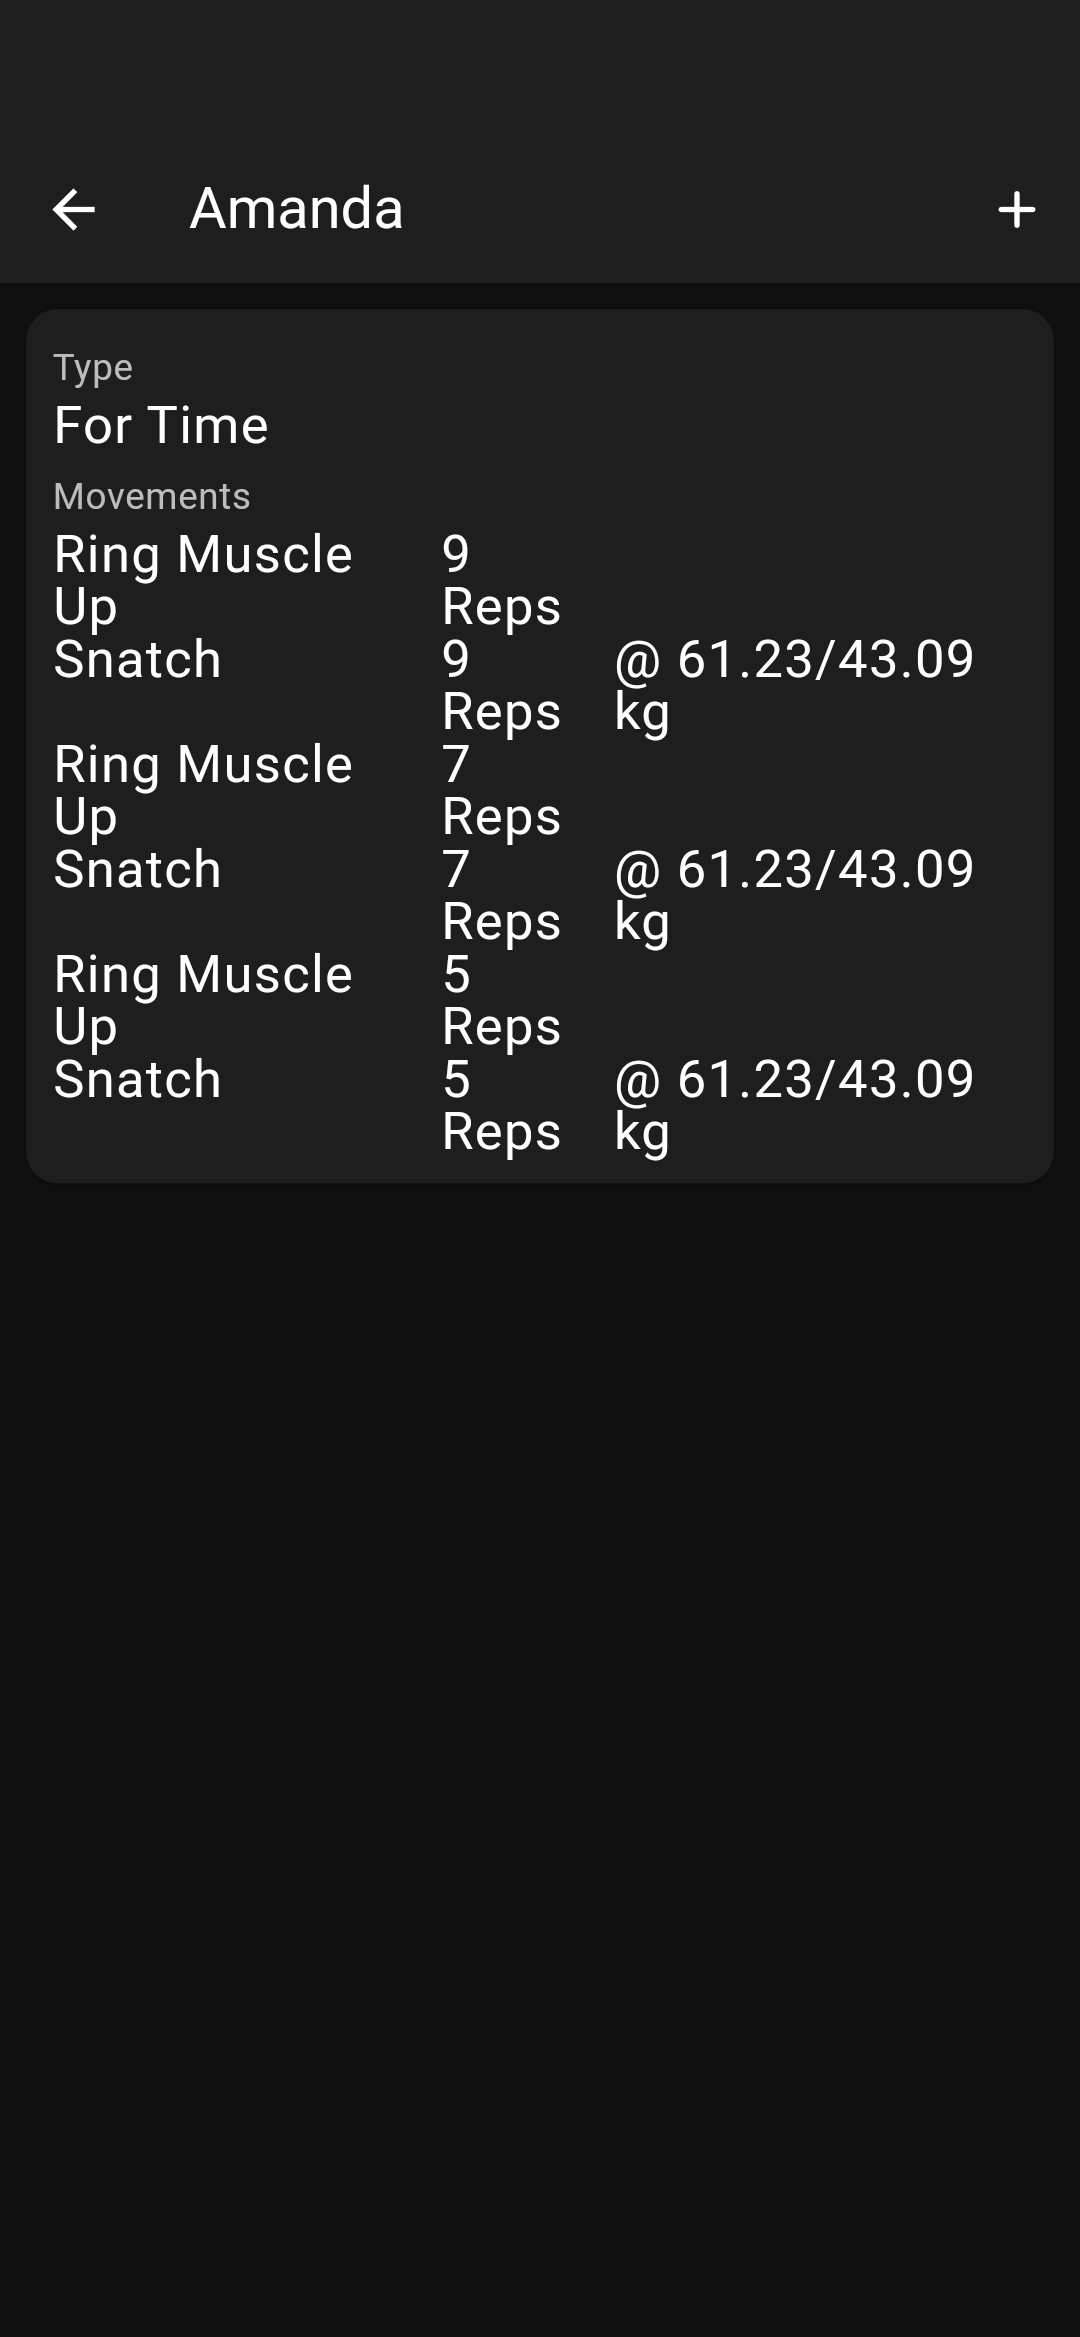 Amanda
Type
For Time
Movements
Ring Muscle Up 9 Reps
Snatch 9 Reps @ 61.23/43.09 kg
Ring Muscle Up 7 Reps
Snatch 7 Reps @ 61.23/43.09 kg
Ring Muscle Up 5 Reps
Snatch 5 Reps @ 61.23/43.09 kg